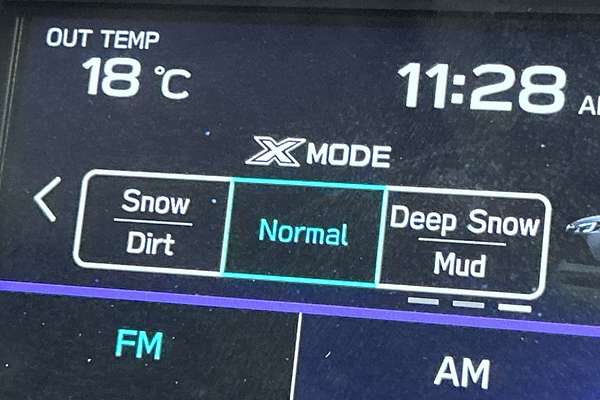 OUT TEMP
18 °C
11:28
X MODE
Snow
Dirt
Normal
Deep Snow
Mud
FM
AM